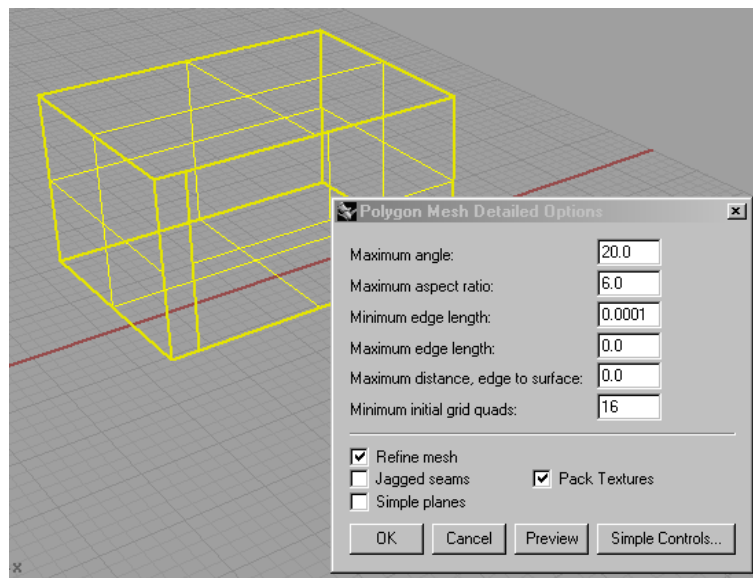 Polygon Mesh Detailed Options
Maximum angle: 20.0
Maximum aspect ratio: 6.0
Minimum edge length: 0.0001
Maximum edge length: 0.0
Maximum distance, edge to surface: 0.0
Minimum initial grid quads: 16
Refine mesh
Jagged seams Pack Textures
Simple planes
OK Cancel Preview Simple Controls...
x